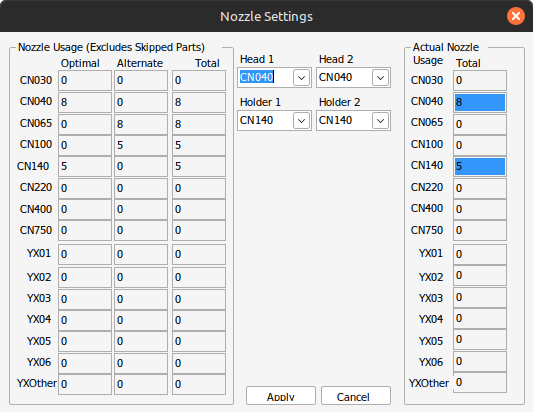 Nozzle Settings
Nozzle Usage (Excludes Skipped Parts)
Optimal Alternate Total
CN030 0 0 0
CN040 8 0 8
CN065 0 8 8
CN100 0 5 5
CN140 5 0 5
CN220 0 0 0
CN400 0 0 0
CN750 0 0 0
YX01 0 0 0
YX02 0 0 0
YX03 0 0 0
YX04 0 0 0
YX05 0 0 0
YX06 0 0 0
YXOther 0 0 0
Head 1 Head 2
CN040 CN040
Holder 1 Holder 2
CN140 CN140
Apply Cancel
Actual Nozzle
Usage Total
CN030 0
CN040 8
CN065 0
CN100 0
CN140 5
CN220 0
CN400 0
CN750 0
YX01 0
YX02 0
YX03 0
YX04 0
YX05 0
YX06 0
YXOther 0